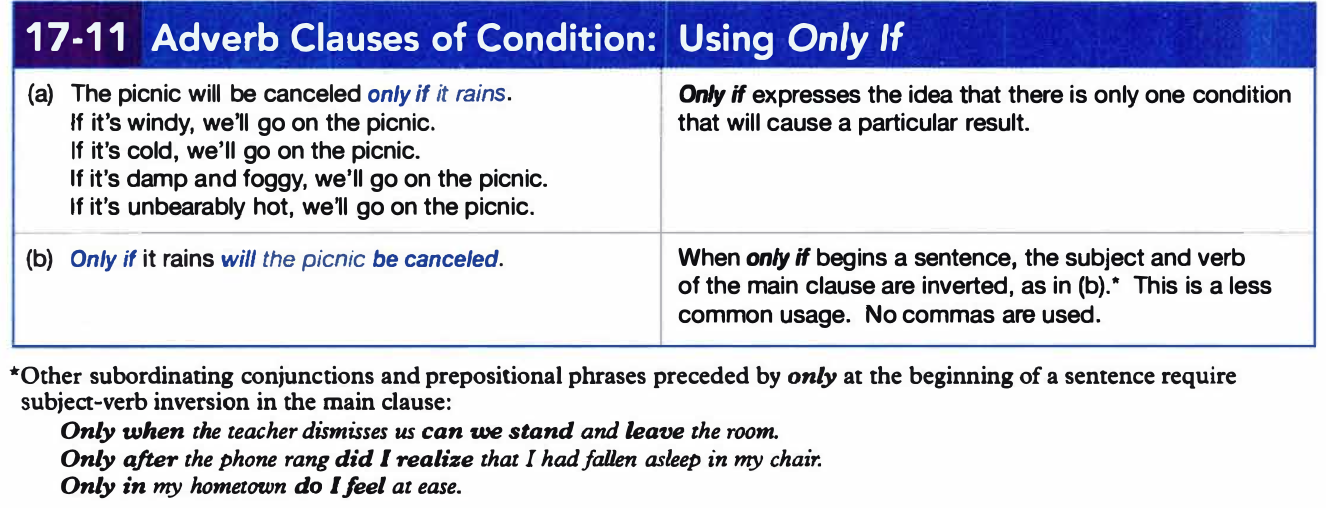 17-11 Adverb Clauses of Condition: Using Only If
(a) The picnic will be canceled only if it rains.
If it's windy, we'll go on the picnic.
If it's cold, we'll go on the picnic.
If it's damp and foggy, we'll go on the picnic.
If it's unbearably hot, we'll go on the picnic.
Only if expresses the idea that there is only one condition
that will cause a particular result.
(b) Only if it rains will the picnic be canceled.
When only if begins a sentence, the subject and verb
of the main clause are inverted, as in (b).* This is a less
common usage. No commas are used.
*Other subordinating conjunctions and prepositional phrases preceded by only at the beginning of a sentence require
subject-verb inversion in the main clause:
Only when the teacher dismisses us can we stand and leave the room.
Only after the phone rang did I realize that I had fallen asleep in my chair.
Only in my hometown do I feel at ease.